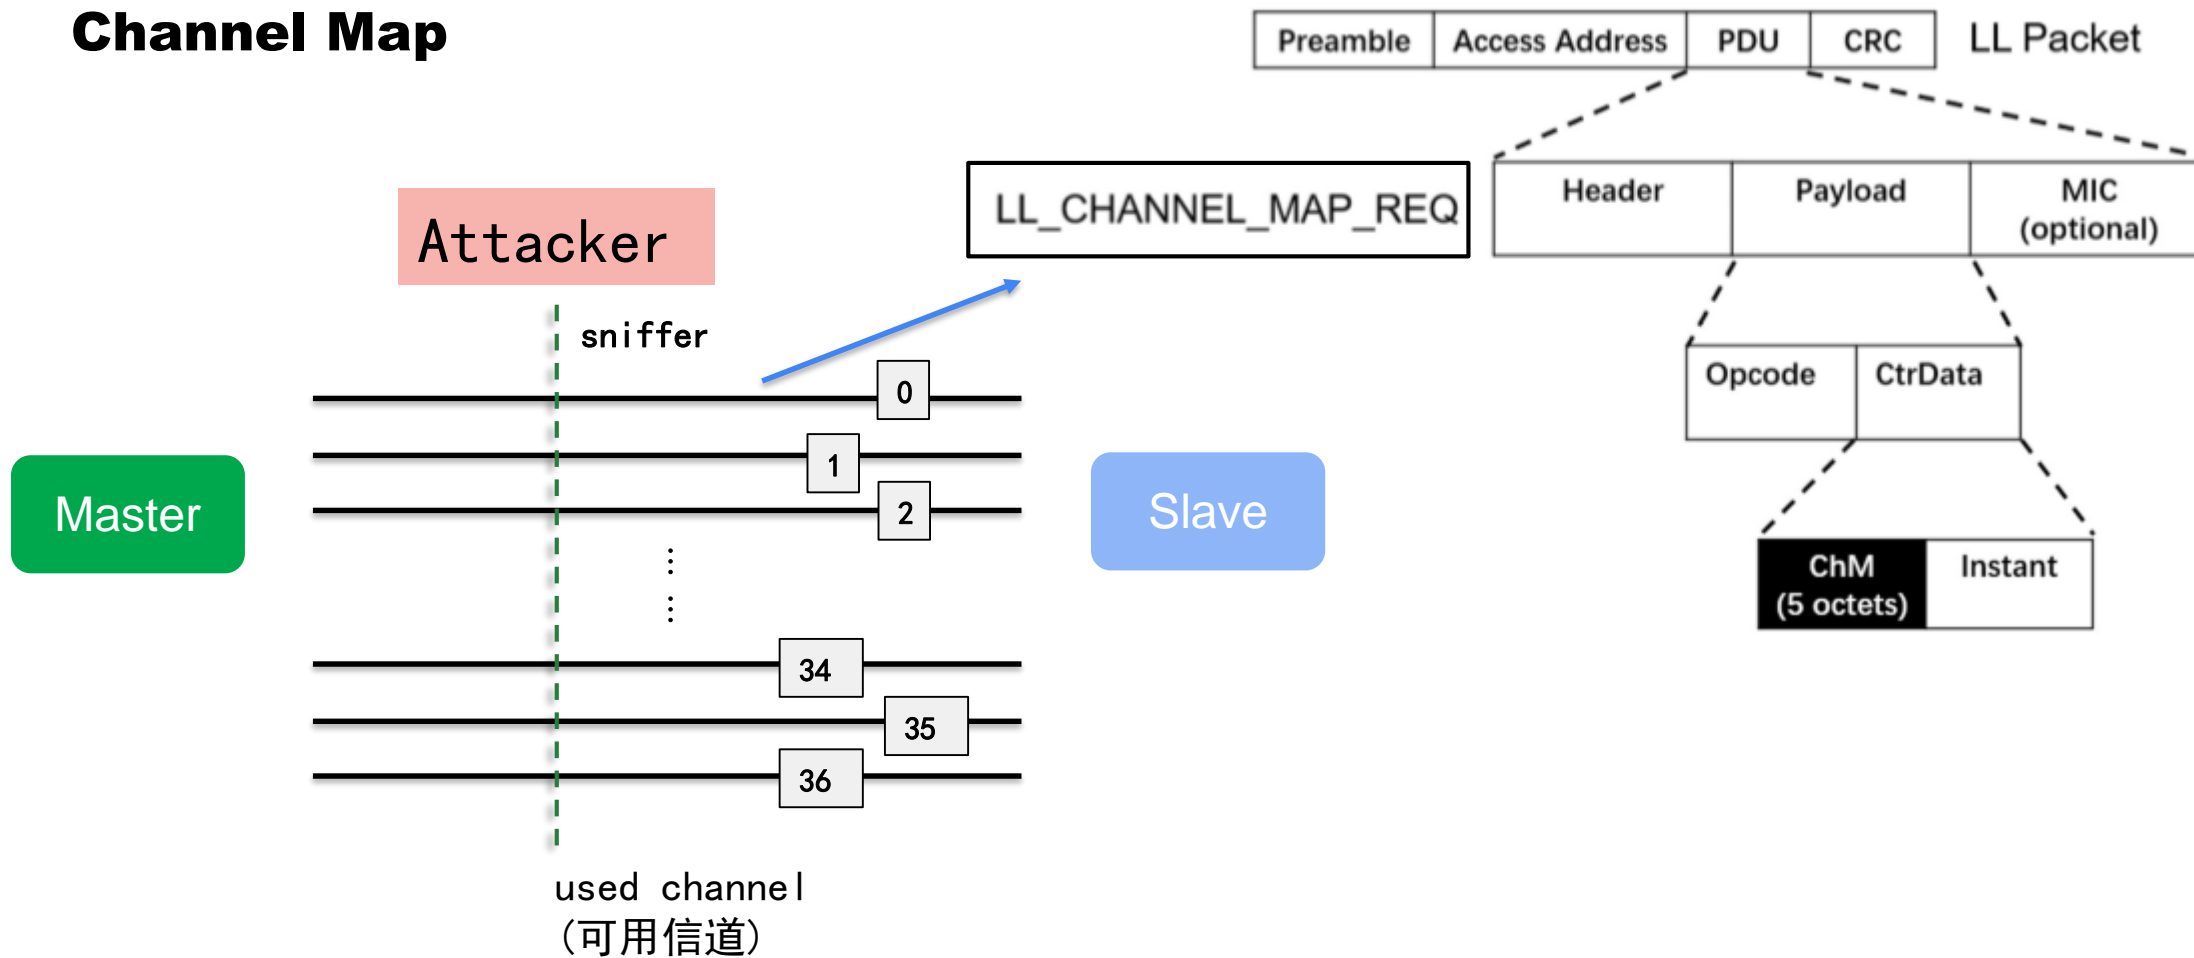 Channel Map
Preamble
Access Address
PDU
CRC
LL Packet
Header
Payload
MIC
(optional)
LL_CHANNEL_MAP_REQ
Attacker
sniffer
Opcode
CtrData
0
1
2
Master
Slave
ChM
(5 octets)
Instant
34
35
36
used channel
(可用信道)